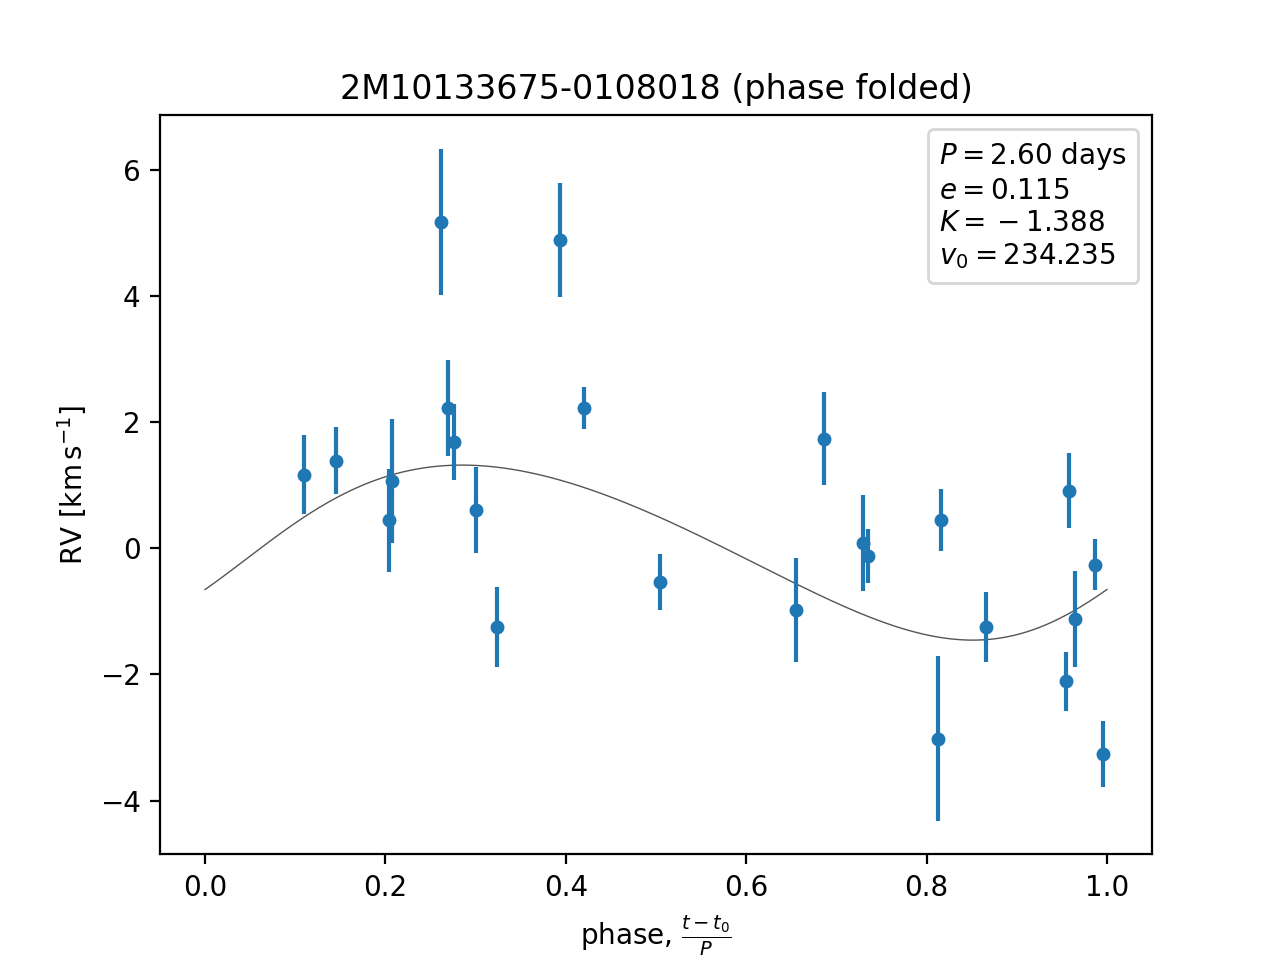 2M10133675-0108018 (phase folded)
P = 2.60 days
e = 0.115
K = −1.388
v₀ = 234.235
6
4
2
0
−2
−4
RV [km s⁻¹]
0.0 0.2 0.4 0.6 0.8 1.0
phase, (t − t₀)/P